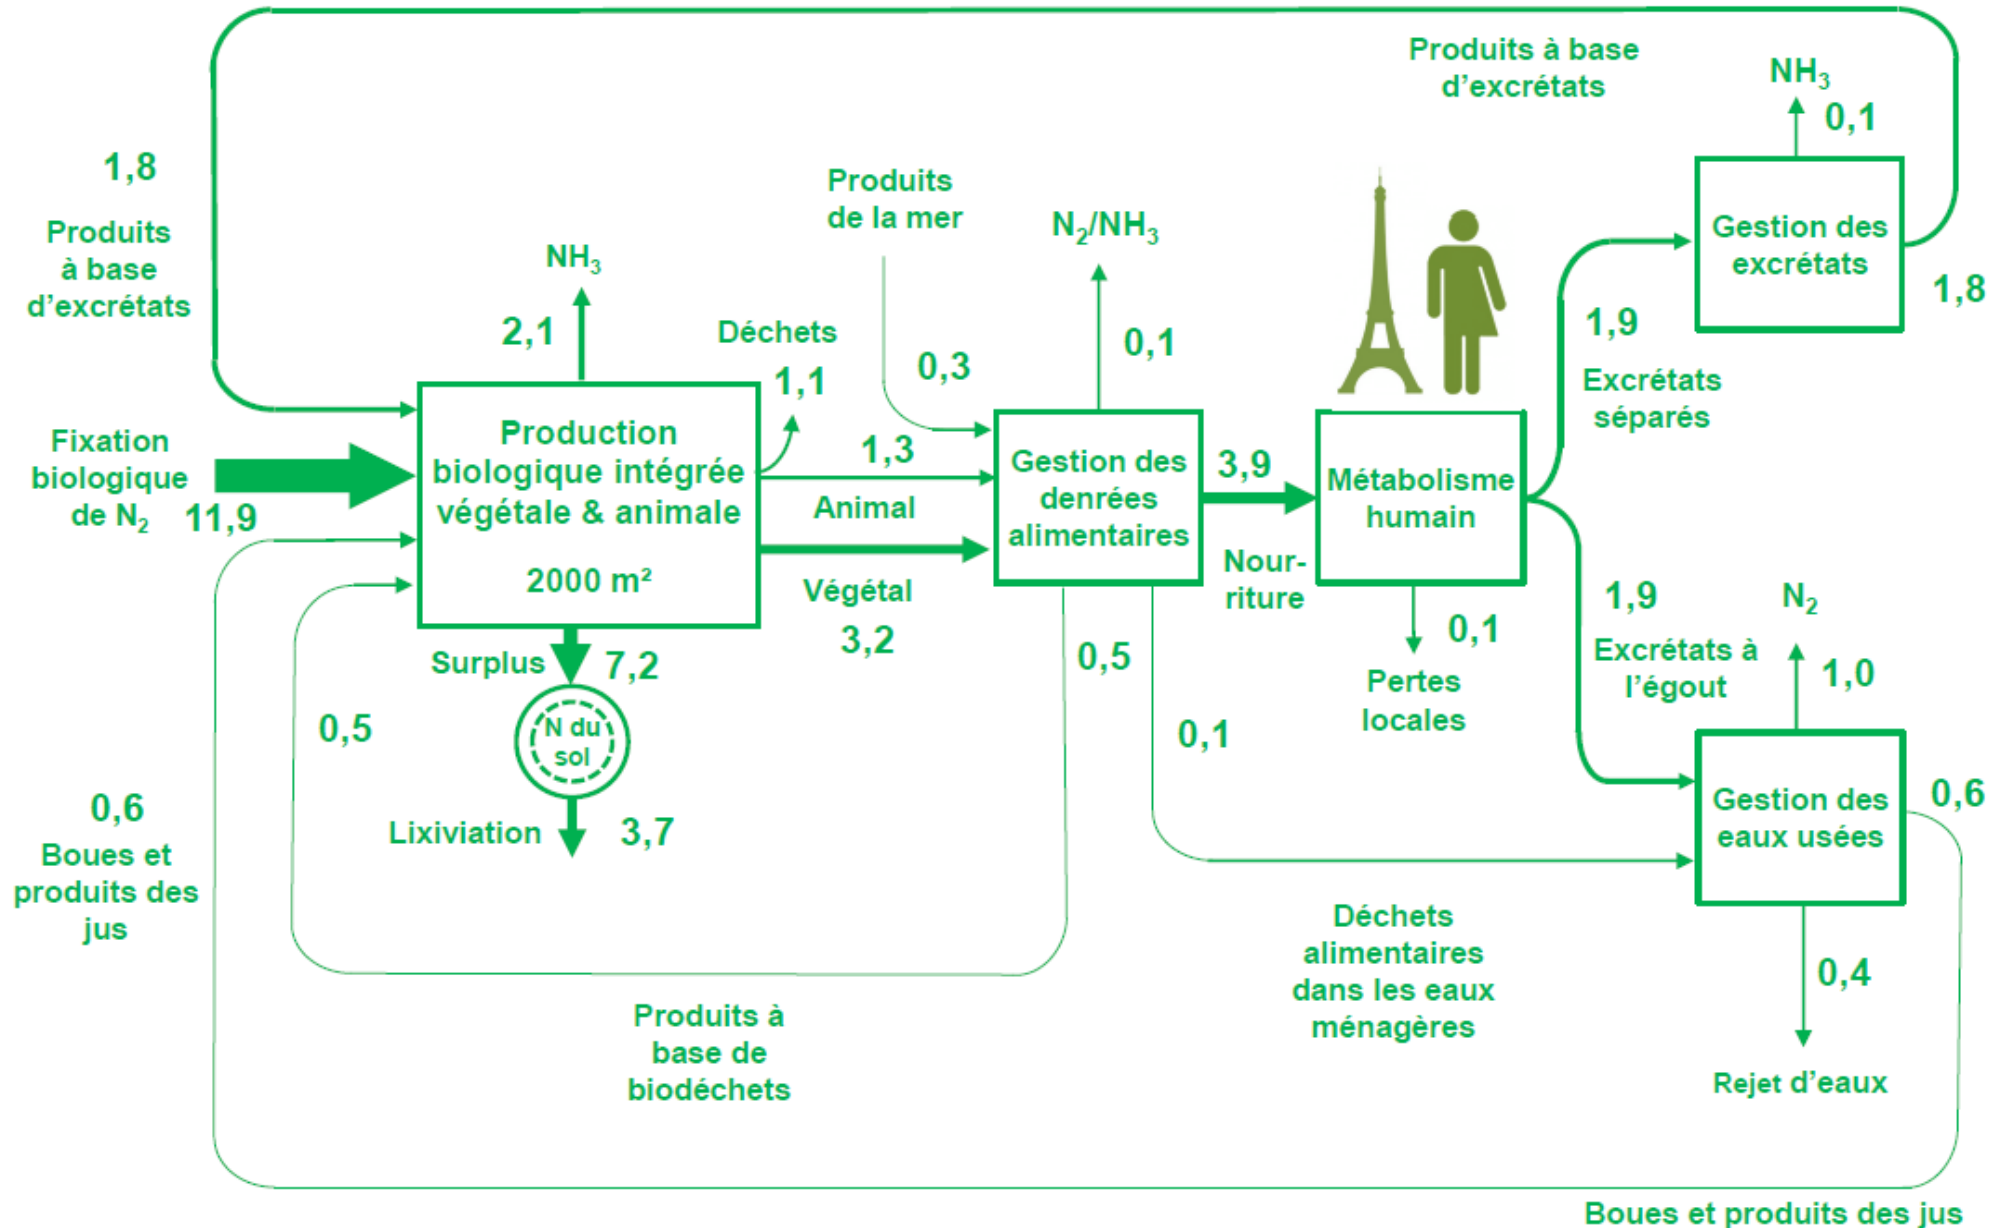 Produits à base
d'excrétats
NH₃
0,1
1,8
Produits
à base
d'excrétats
Produits
de la mer
N₂/NH₃
Gestion des
excrétats
NH₃
2,1
Déchets
1,1
0,3
0,1
1,9
Excrétats
séparés
1,8
Fixation
biologique
de N₂
11,9
Production
biologique intégrée
végétale & animale
2000 m²
1,3
Animal
Végétal
3,2
Gestion des
denrées
alimentaires
3,9
Nour-
riture
Métabolisme
humain
0,1
Pertes
locales
1,9
Excrétats à
l'égout
N₂
1,0
Surplus
7,2
N du
sol
Lixiviation
3,7
0,5
0,5
0,1
Gestion des
eaux usées
0,6
0,6
Boues et
produits des
jus
Déchets
alimentaires
dans les eaux
ménagères
0,4
Rejet d'eaux
Produits à
base de
biodéchets
Boues et produits des jus